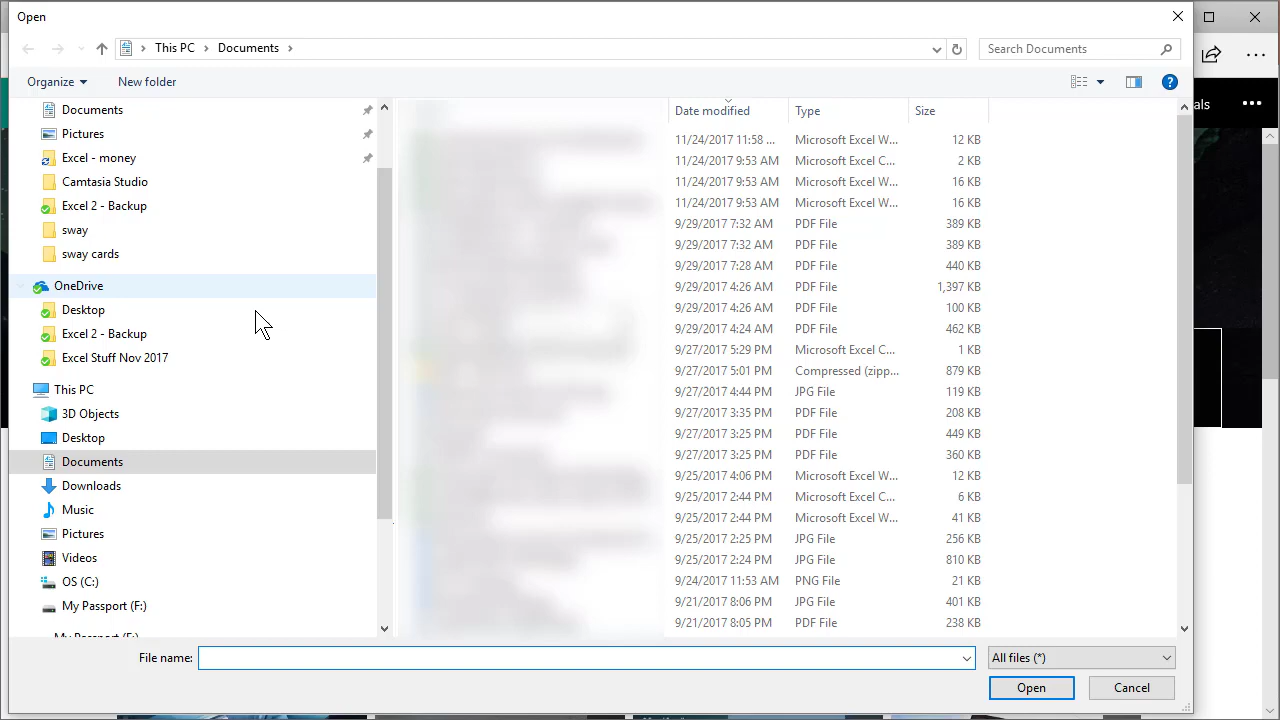 Open
This PC
Documents
Search Documents
Organize
New folder
als
Documents
Pictures
Excel - money
Camtasia Studio
Excel 2 - Backup
sway
sway cards
OneDrive
Desktop
Excel 2 - Backup
Excel Stuff Nov 2017
This PC
3D Objects
Desktop
Documents
Downloads
Music
Pictures
Videos
OS (C:)
My Passport (F:)
My Passport (F:)
Date modified Type Size
11/24/2017 11:58 ... Microsoft Excel W... 12 KB
11/24/2017 9:53 AM Microsoft Excel C... 2 KB
11/24/2017 9:53 AM Microsoft Excel W... 16 KB
11/24/2017 9:53 AM Microsoft Excel W... 16 KB
9/29/2017 7:32 AM PDF File 389 KB
9/29/2017 7:32 AM PDF File 389 KB
9/29/2017 7:28 AM PDF File 440 KB
9/29/2017 4:26 AM PDF File 1,397 KB
9/29/2017 4:26 AM PDF File 100 KB
9/29/2017 4:24 AM PDF File 462 KB
9/27/2017 5:29 PM Microsoft Excel C... 1 KB
9/27/2017 5:01 PM Compressed (zipp... 879 KB
9/27/2017 4:44 PM JPG File 119 KB
9/27/2017 3:35 PM PDF File 208 KB
9/27/2017 3:25 PM PDF File 449 KB
9/27/2017 3:25 PM PDF File 360 KB
9/25/2017 4:06 PM Microsoft Excel W... 12 KB
9/25/2017 2:44 PM Microsoft Excel C... 6 KB
9/25/2017 2:44 PM Microsoft Excel W... 41 KB
9/25/2017 2:25 PM JPG File 256 KB
9/25/2017 2:24 PM JPG File 810 KB
9/24/2017 11:53 AM PNG File 21 KB
9/21/2017 8:06 PM JPG File 401 KB
9/21/2017 8:05 PM PDF File 238 KB
File name:
All files (*)
Open
Cancel